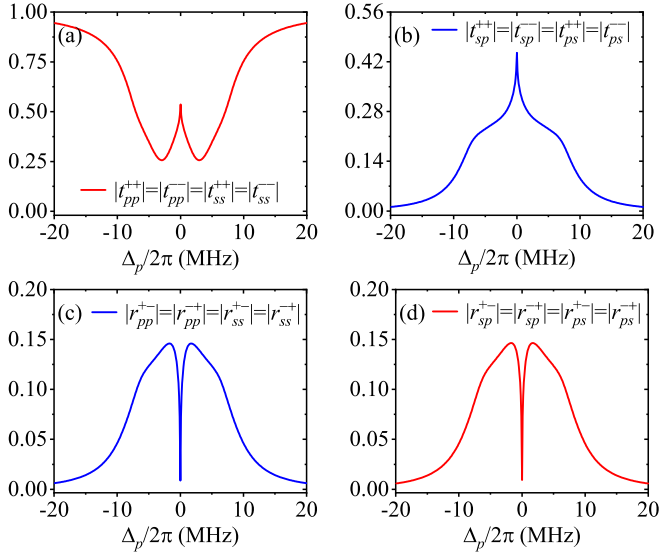 (a)
1.00
0.75
0.50
0.25
0.00
|t_{pp}^{++}|=|t_{pp}^{--}|=|t_{ss}^{++}|=|t_{ss}^{--}|
-20 -10 0 10 20
Δ_p/2π (MHz)
(b)
|t_{sp}^{++}|=|t_{sp}^{--}|=|t_{ps}^{++}|=|t_{ps}^{--}|
0.56
0.42
0.28
0.14
0.00
-20 -10 0 10 20
Δ_p/2π (MHz)
(c)
|r_{pp}^{+-}|=|r_{pp}^{-+}|=|r_{ss}^{+-}|=|r_{ss}^{-+}|
0.20
0.15
0.10
0.05
0.00
-20 -10 0 10 20
Δ_p/2π (MHz)
(d)
|r_{sp}^{+-}|=|r_{sp}^{-+}|=|r_{ps}^{+-}|=|r_{ps}^{-+}|
0.20
0.15
0.10
0.05
0.00
-20 -10 0 10 20
Δ_p/2π (MHz)